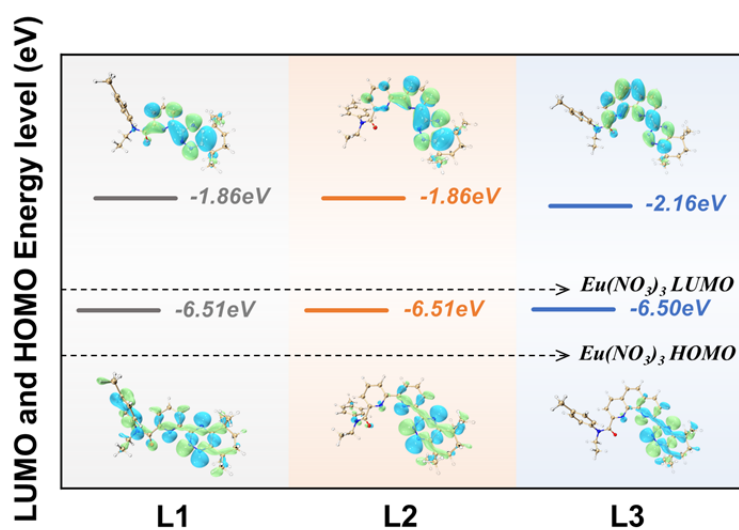 LUMO and HOMO Energy level (eV)
-1.86eV
-1.86eV
-2.16eV
Eu(NO3)3 LUMO
-6.51eV
-6.51eV
-6.50eV
Eu(NO3)3 HOMO
L1
L2
L3